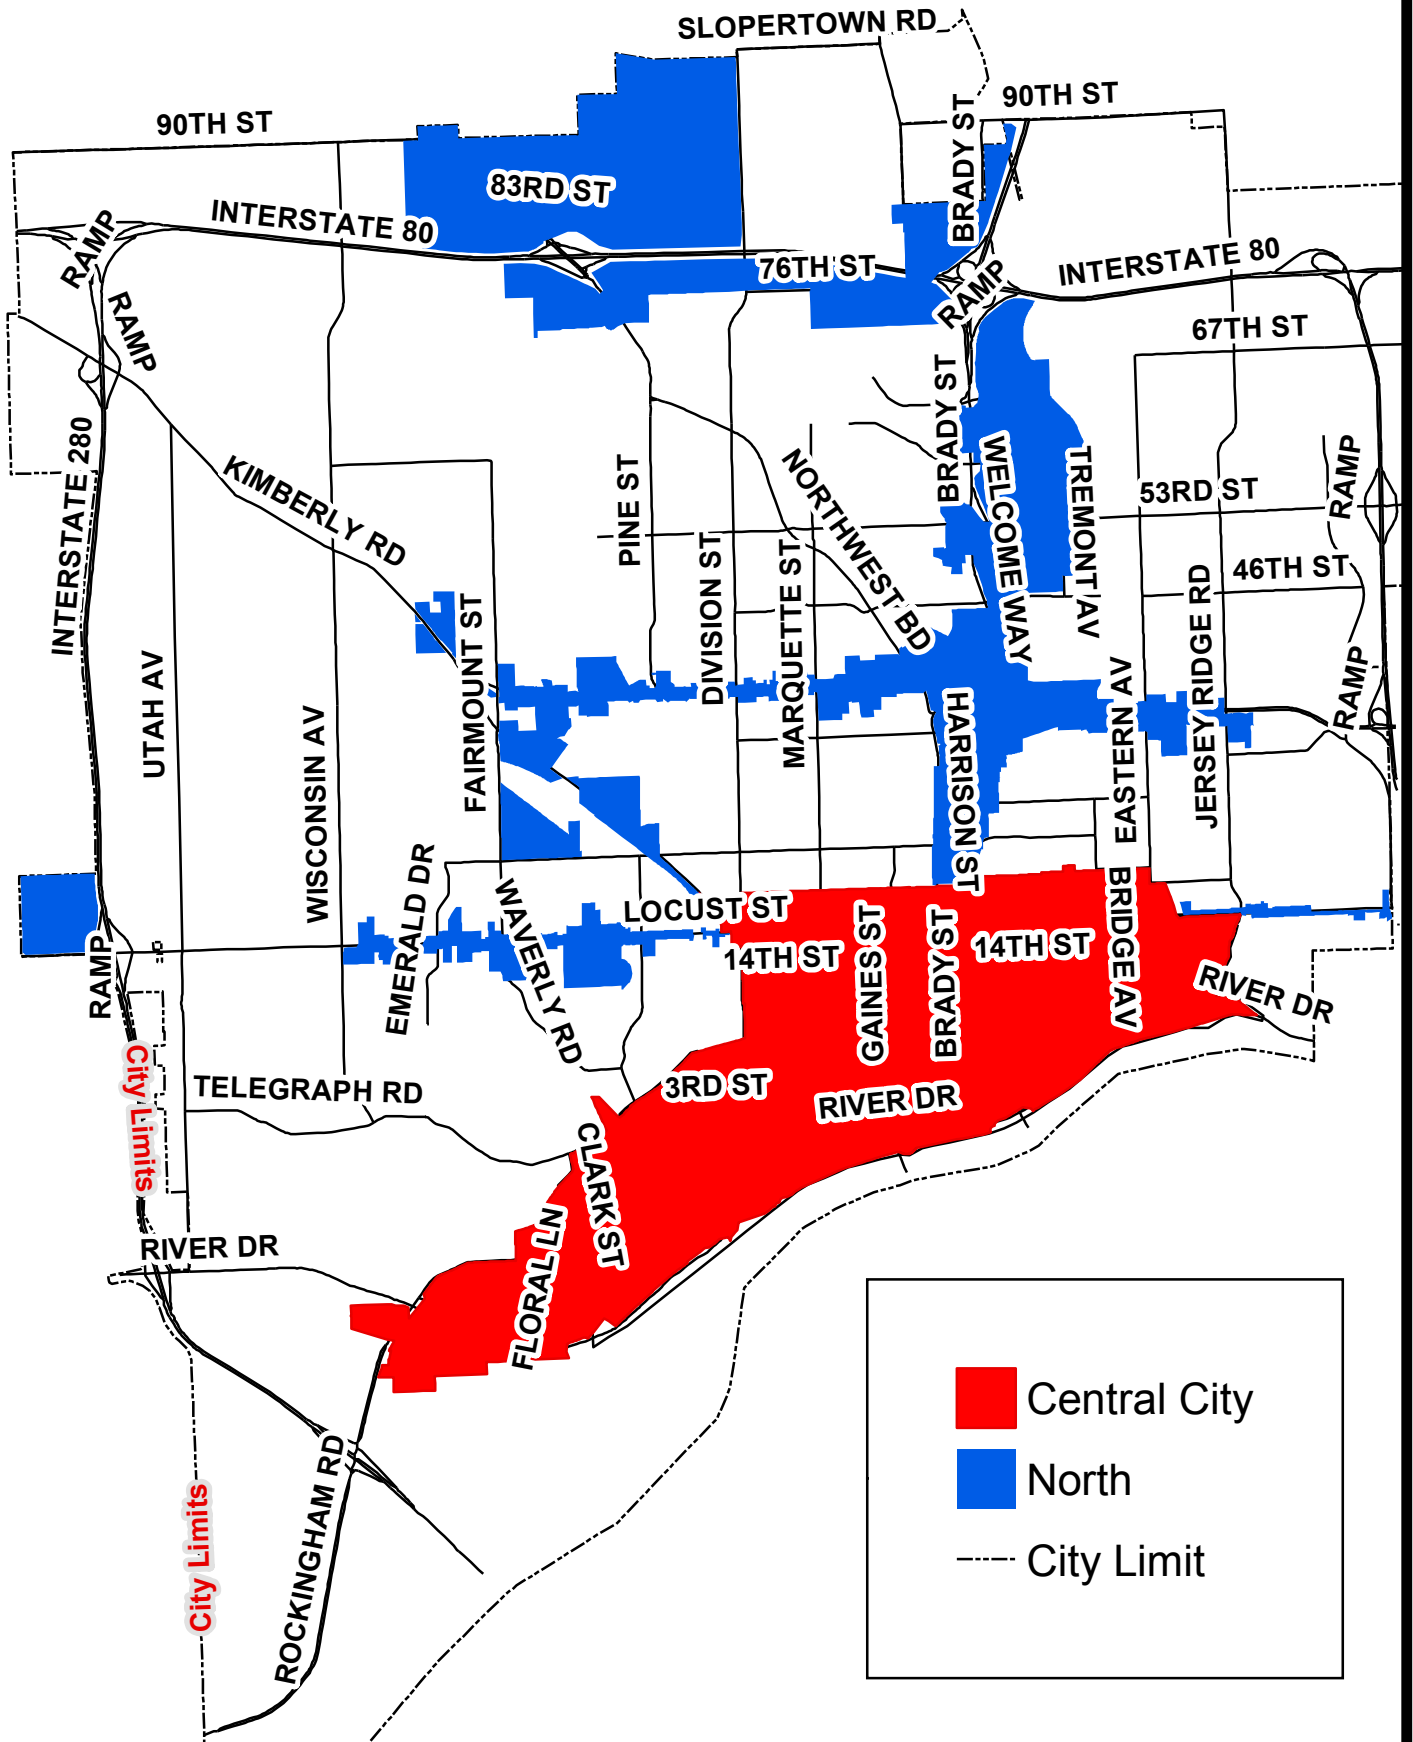 SLOPERTOWN RD
90TH ST
90TH ST
BRADY ST
83RD ST
INTERSTATE 80
RAMP
76TH ST
INTERSTATE 80
RAMP
RAMP
67TH ST
BRADY ST
INTERSTATE 280
KIMBERLY RD
PINE ST
NORTHWEST BD
WELCOME WAY
TREMONT AV
53RD ST
RAMP
DIVISION ST
MARQUETTE ST
46TH ST
JERSEY RIDGE RD
FAIRMOUNT ST
UTAH AV
WISCONSIN AV
HARRISON ST
EASTERN AV
RAMP
EMERALD DR
WAVERLY RD
LOCUST ST
14TH ST
GAINES ST
BRADY ST
14TH ST
BRIDGE AV
RIVER DR
RAMP
City Limits
TELEGRAPH RD
3RD ST
RIVER DR
CLARK ST
FLORAL LN
RIVER DR
ROCKINGHAM RD
City Limits
Central City
North
City Limit